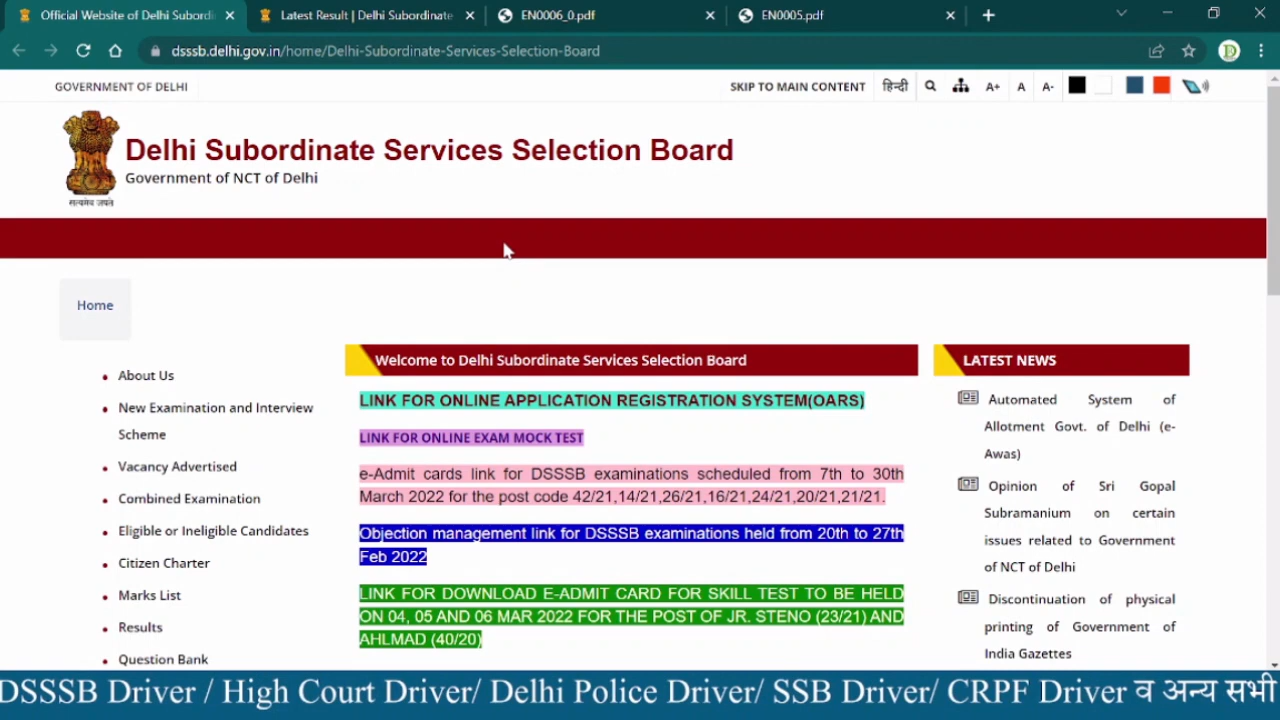 Official Website of Delhi Subordi
Latest Result | Delhi Subordinate
EN0006_0.pdf
EN0005.pdf
dsssb.delhi.gov.in/home/Delhi-Subordinate-Services-Selection-Board
GOVERNMENT OF DELHI
SKIP TO MAIN CONTENT
हिन्दी
A+
A
A-
Delhi Subordinate Services Selection Board
Government of NCT of Delhi
सत्यमेव जयते
Home
About Us
New Examination and Interview
Scheme
Vacancy Advertised
Combined Examination
Eligible or Ineligible Candidates
Citizen Charter
Marks List
Results
Question Bank
Welcome to Delhi Subordinate Services Selection Board
LINK FOR ONLINE APPLICATION REGISTRATION SYSTEM(OARS)
LINK FOR ONLINE EXAM MOCK TEST
e-Admit cards link for DSSSB examinations scheduled from 7th to 30th
March 2022 for the post code 42/21,14/21,26/21,16/21,24/21,20/21,21/21.
Objection management link for DSSSB examinations held from 20th to 27th
Feb 2022
LINK FOR DOWNLOAD E-ADMIT CARD FOR SKILL TEST TO BE HELD
ON 04, 05 AND 06 MAR 2022 FOR THE POST OF JR. STENO (23/21) AND
AHLMAD (40/20)
LATEST NEWS
Automated System of
Allotment Govt. of Delhi (e-
Awas)
Opinion of Sri Gopal
Subramanium on certain
issues related to Government
of NCT of Delhi
Discontinuation of physical
printing of Government of
India Gazettes
DSSSB Driver / High Court Driver/ Delhi Police Driver/ SSB Driver/ CRPF Driver व अन्य सभी